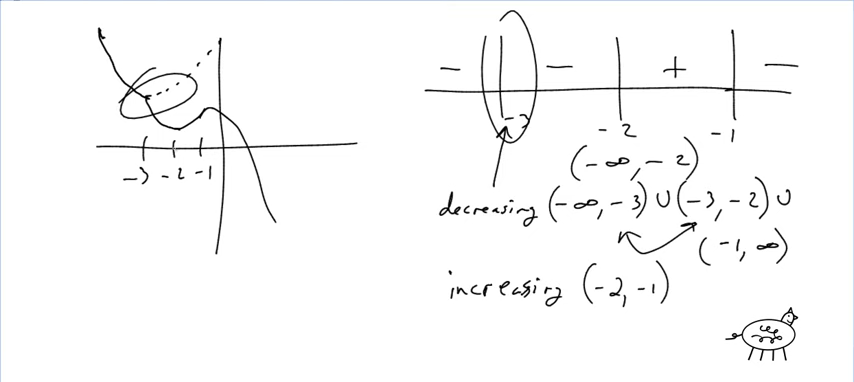 - - + -
-3
-2 -1
-3 -2 -1
(-∞, -2)
decreasing (-∞, -3) ∪ (-3, -2) ∪
(-1, ∞)
increasing (-2, -1)